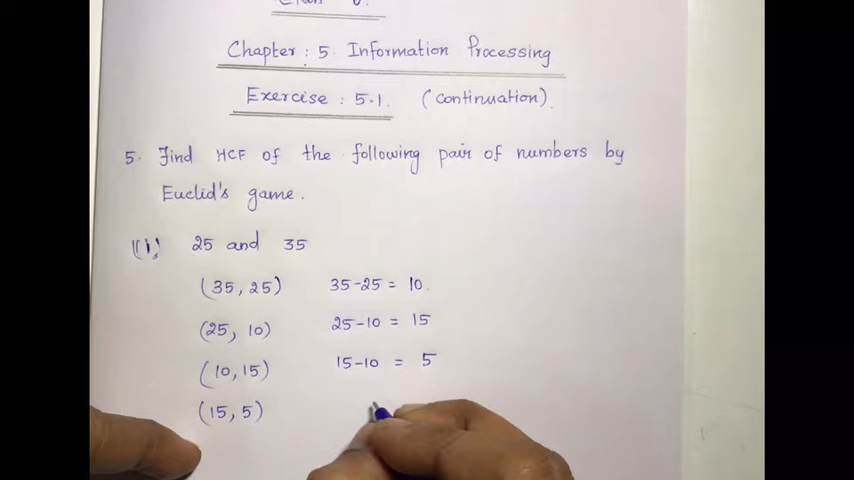 Chapter : 5 Information Processing
Exercise : 5.1. (Continuation).
5. Find HCF of the following pair of numbers by
Euclid's game.
(i) 25 and 35
(35, 25) 35-25 = 10.
(25, 10) 25-10 = 15
(10, 15) 15-10 = 5
(15, 5)